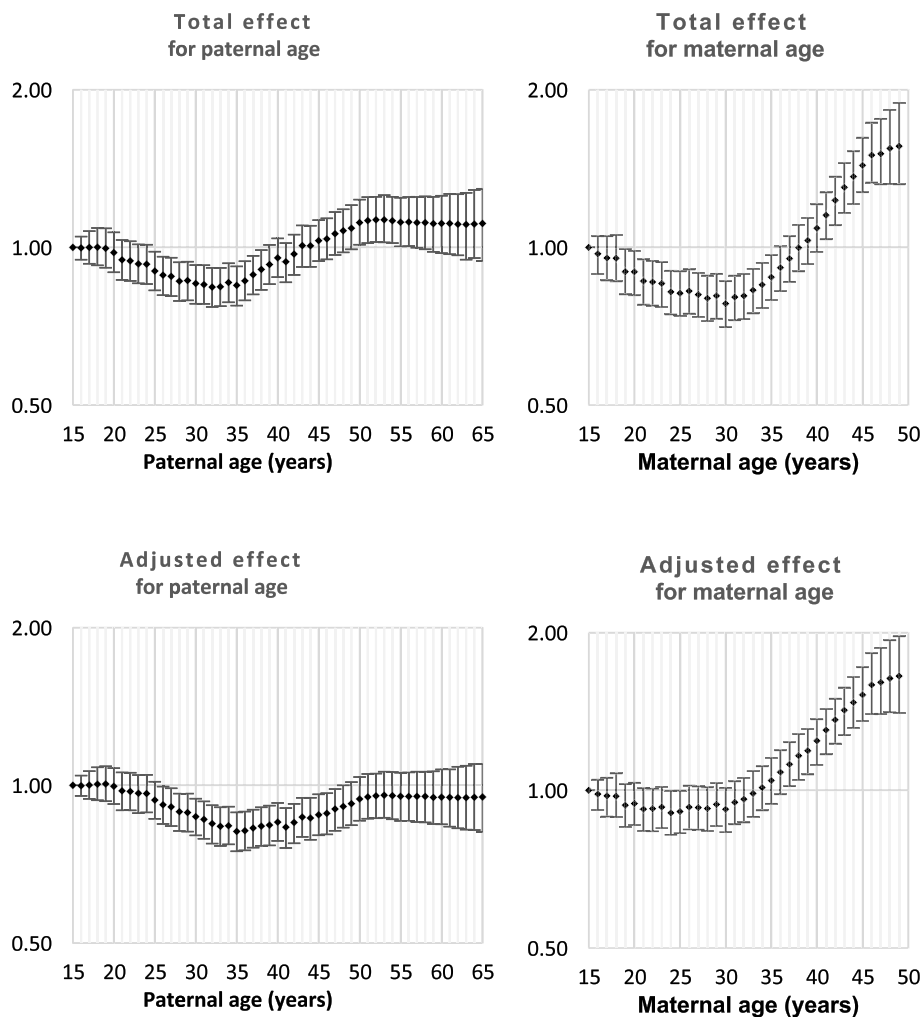 Total effect
for paternal age
2.00
1.00
0.50
15 20 25 30 35 40 45 50 55 60 65
Paternal age (years)
Total effect
for maternal age
2.00
1.00
0.50
15 20 25 30 35 40 45 50
Maternal age (years)
Adjusted effect
for paternal age
2.00
1.00
0.50
15 20 25 30 35 40 45 50 55 60 65
Paternal age (years)
Adjusted effect
for maternal age
2.00
1.00
0.50
15 20 25 30 35 40 45 50
Maternal age (years)